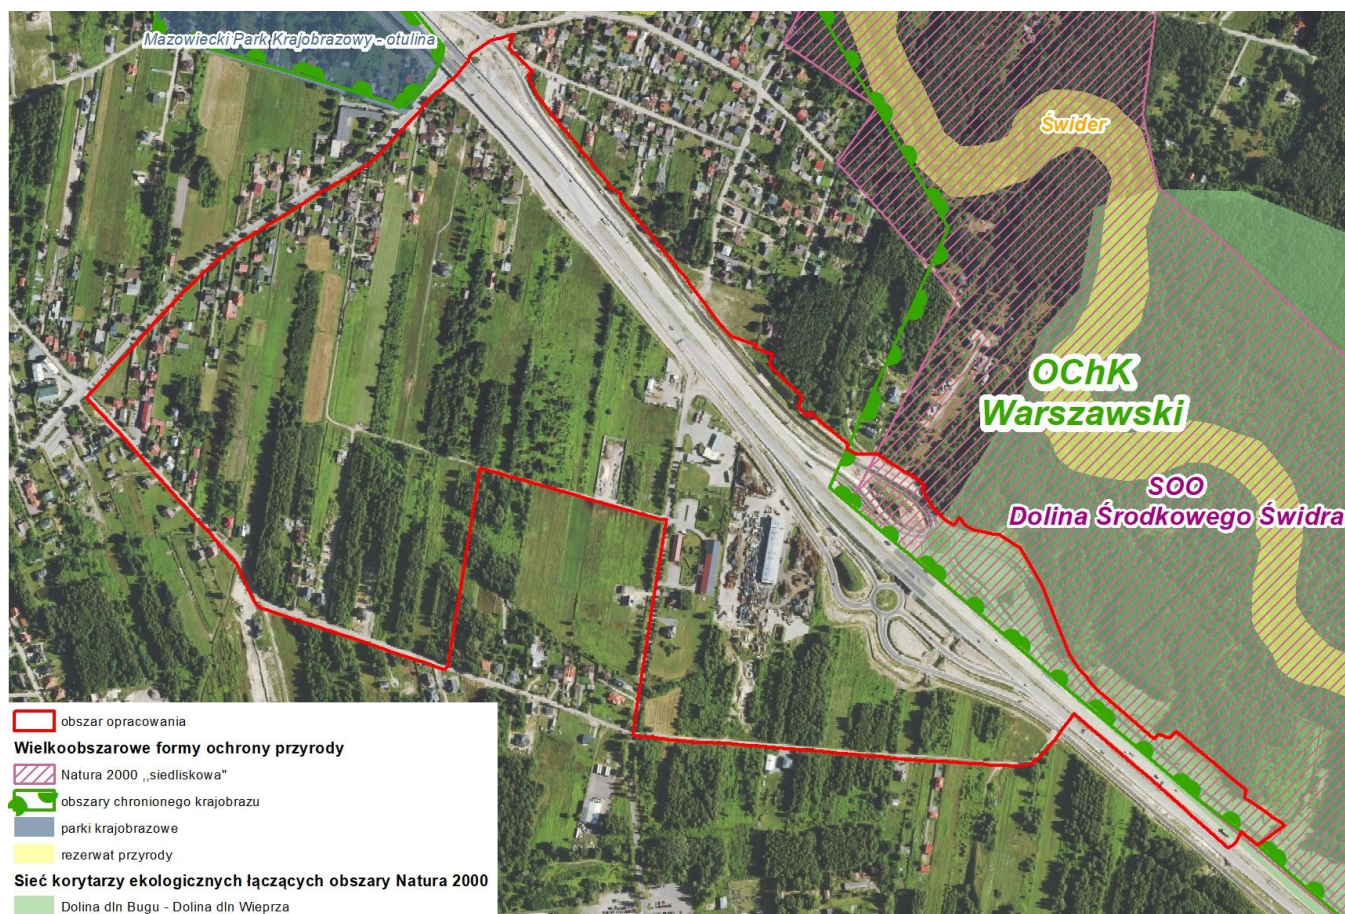 Mazowiecki Park Krajobrazowy - otulina
Świder
OChK
Warszawski
SOO
Dolina Środkowego Świdra
obszar opracowania
Wielkoobszarowe formy ochrony przyrody
Natura 2000 ,,siedliskowa"
obszary chronionego krajobrazu
parki krajobrazowe
rezerwat przyrody
Sieć korytarzy ekologicznych łączących obszary Natura 2000
Dolina dln Bugu - Dolina dln Wieprza